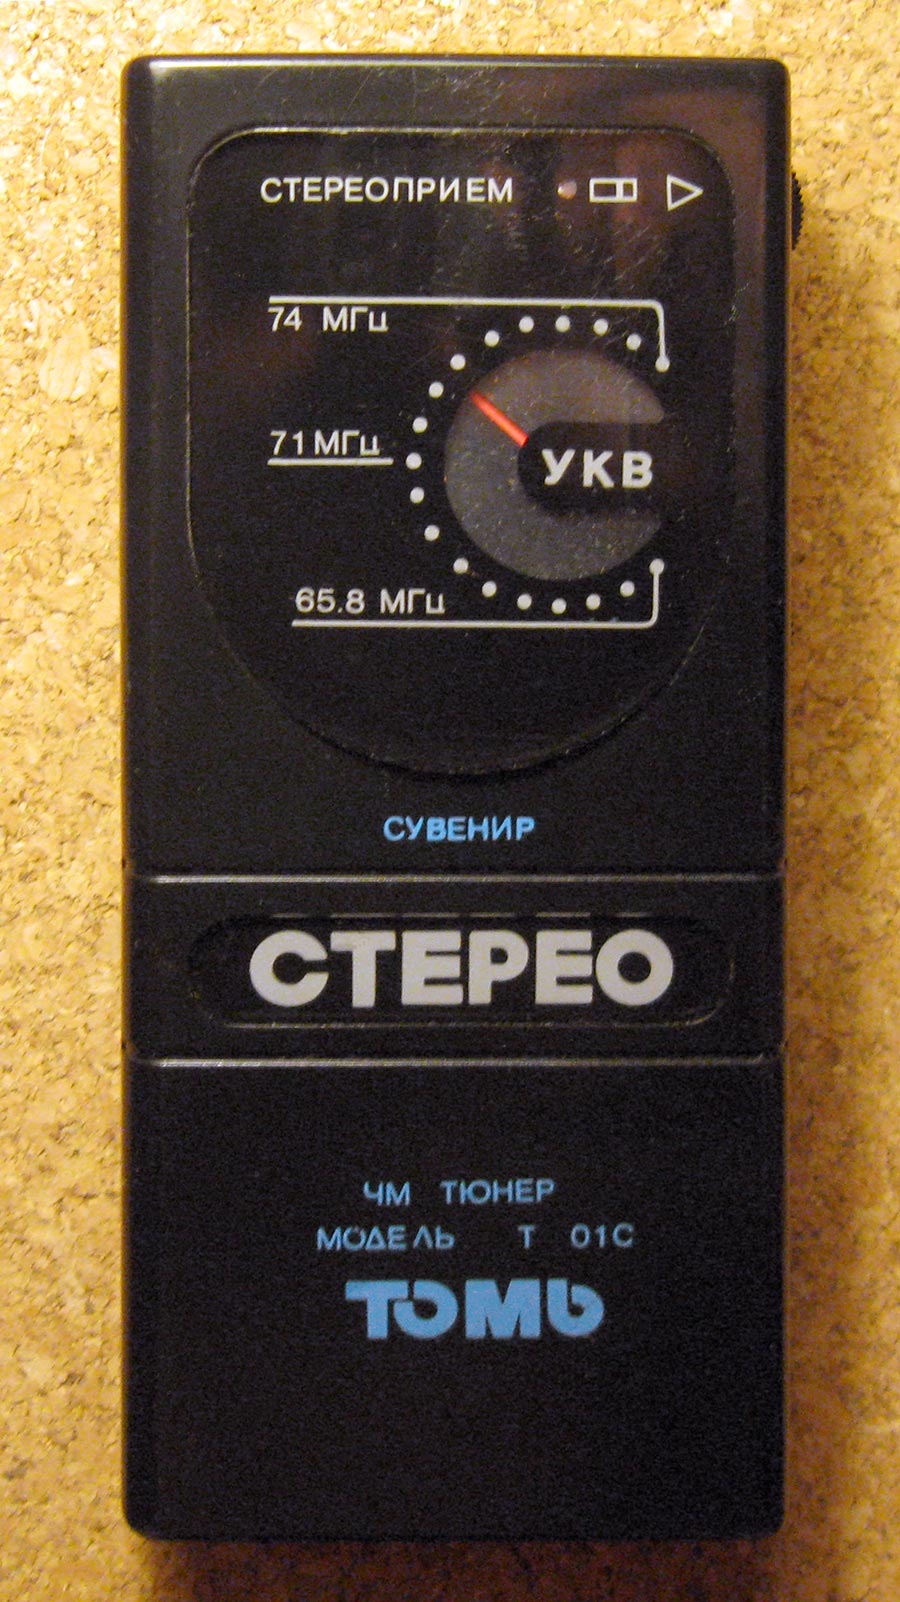 СТЕРЕОПРИЕМ
74 МГц
71 МГц
УКВ
65.8 МГц
СУВЕНИР
СТЕРЕО
ЧМ ТЮНЕР
МОДЕЛЬ Т 01С
ТОМЬ